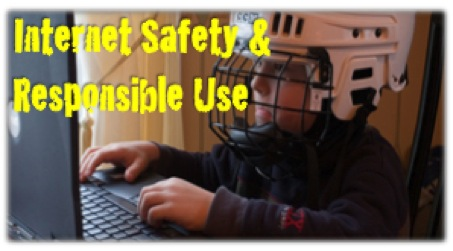 Internet Safety &
Responsible Use